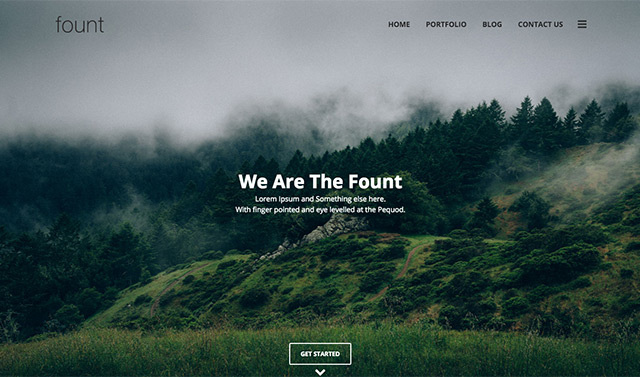 fount
HOME PORTFOLIO BLOG CONTACT US
We Are The Fount
Lorem Ipsum and Something else here.
With finger pointed and eye levelled at the Pequod.
GET STARTED